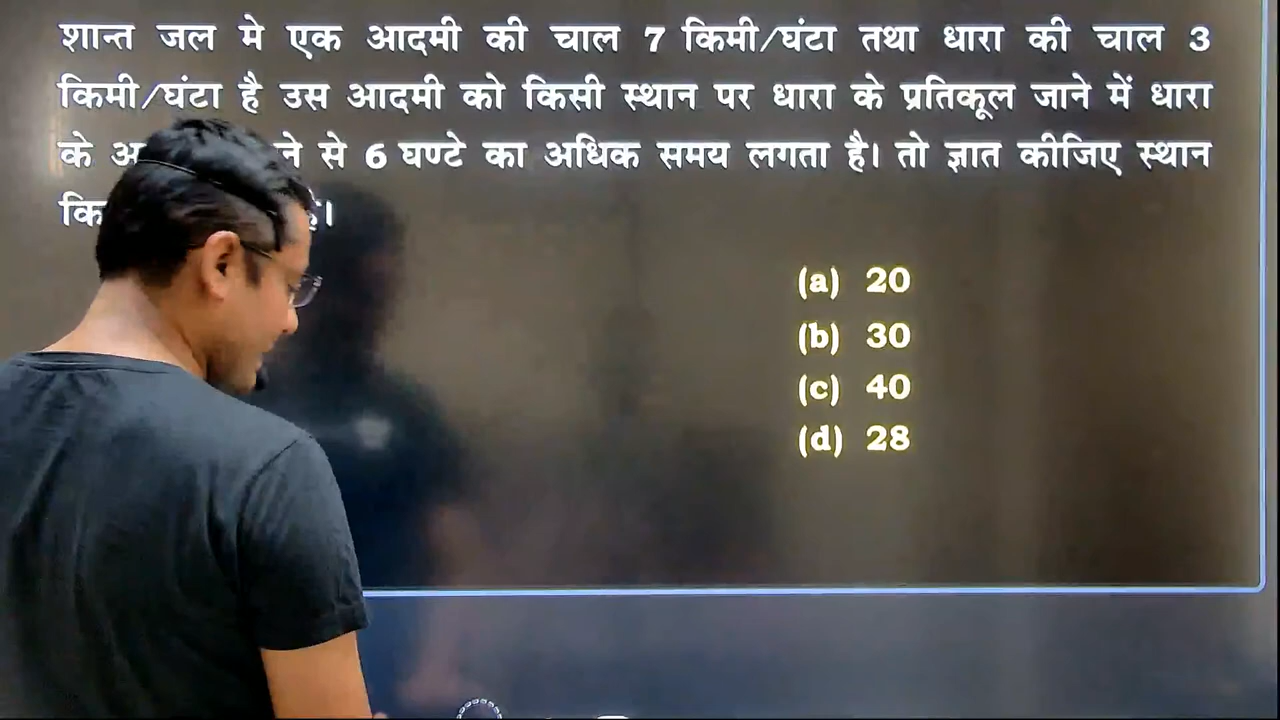 शान्त जल मे एक आदमी की चाल 7 किमी/घंटा तथा धारा की चाल 3
किमी/घंटा है उस आदमी को किसी स्थान पर धारा के प्रतिकूल जाने में धारा
के से 6 घण्टे का अधिक समय लगता है। तो ज्ञात कीजिए स्थान
(a) 20
(b) 30
(c) 40
(d) 28